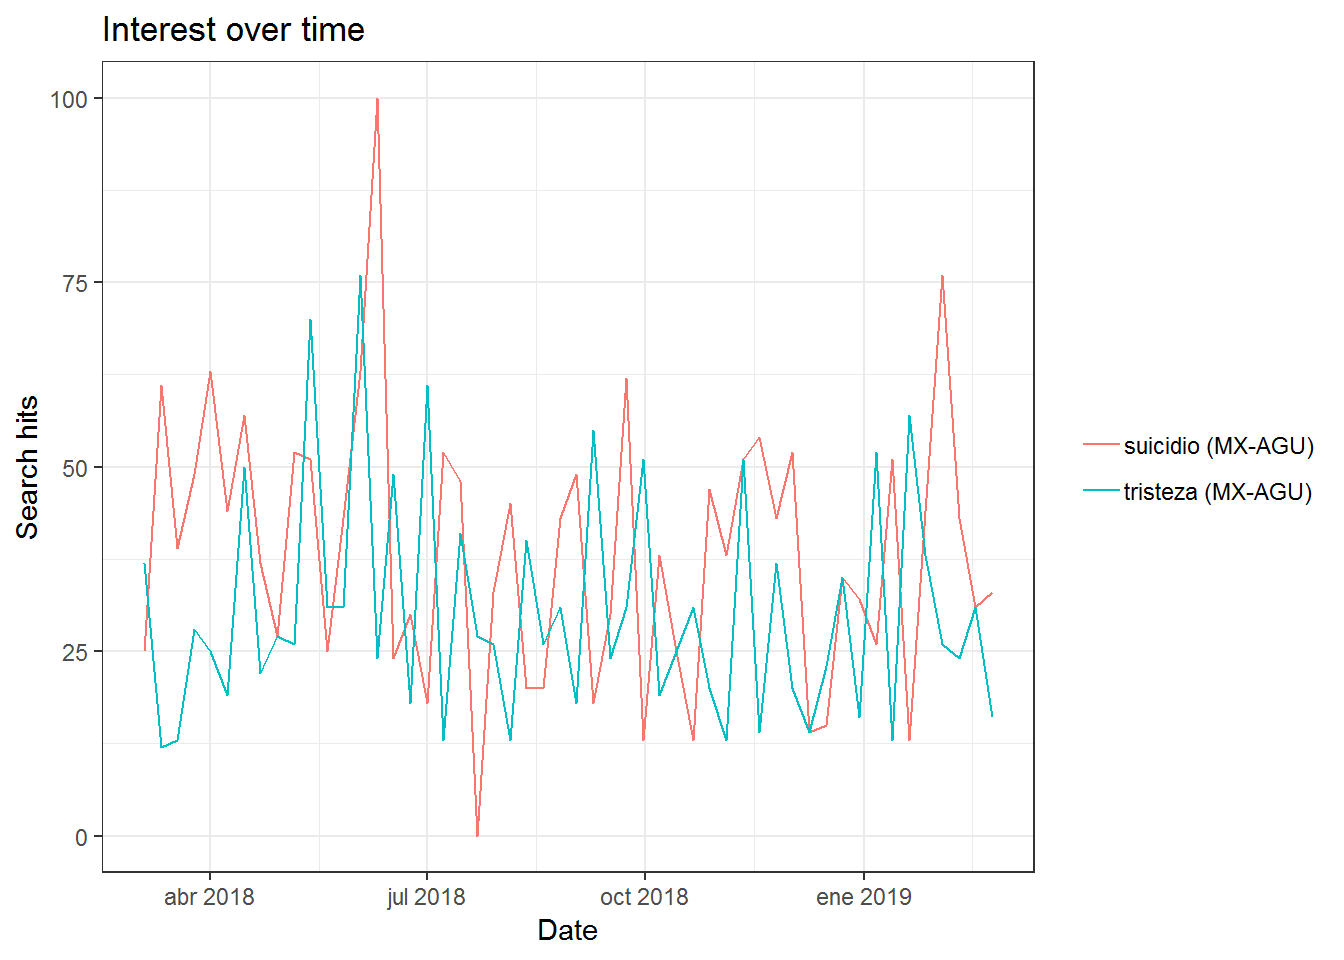 Interest over time
Search hits
100
75
50
25
0
abr 2018 jul 2018 oct 2018 ene 2019
Date
suicidio (MX-AGU)
tristeza (MX-AGU)